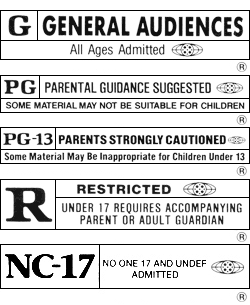 G GENERAL AUDIENCES
All Ages Admitted
®
PG PARENTAL GUIDANCE SUGGESTED
SOME MATERIAL MAY NOT BE SUITABLE FOR CHILDREN
®
PG-13 PARENTS STRONGLY CAUTIONED
Some Material May Be Inappropriate for Children Under 13
®
R RESTRICTED
UNDER 17 REQUIRES ACCOMPANYING
PARENT OR ADULT GUARDIAN
®
NC-17 NO ONE 17 AND UNDEF
ADMITTED
®